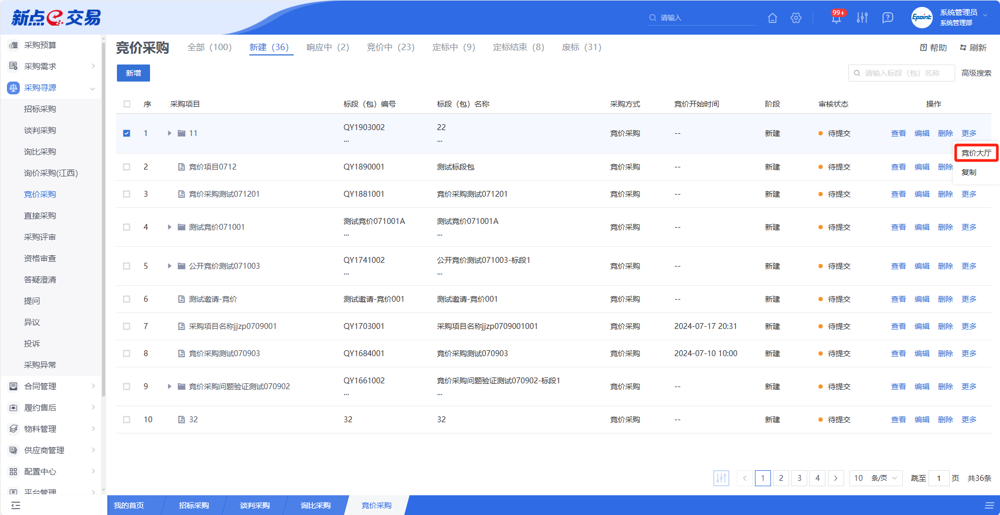 新点e交易
请输入
99+
Epoint
系统管理员
系统管理部
采购预算
采购需求
采购寻源
招标采购
谈判采购
询比采购
询价采购(江西)
竞价采购
直接采购
采购评审
资格审查
答疑澄清
提问
异议
投诉
采购异常
合同管理
履约售后
物料管理
供应商管理
配置中心
平台管理
竞价采购
全部（100） 新建（36） 响应中（2） 竞价中（23） 定标中（9） 定标结束（8） 废标（31）
帮助 刷新
新增
请输入标段（包）名称
高级搜索
序 采购项目 标段（包）编号 标段（包）名称 采购方式 竞价开始时间 阶段 审核状态 操作
1 11 QY1903002 22 竞价采购 -- 新建 待提交 查看 编辑 删除 更多
... ...
竞价大厅
复制
2 竞价项目0712 QY1890001 测试标段包 竞价采购 -- 新建 待提交 查看 编辑 删除
3 竞价采购测试071201 QY1881001 竞价采购测试071201 竞价采购 -- 新建 待提交 查看 编辑 删除 更多
4 测试竞价071001 测试竞价071001A 测试竞价071001A 竞价采购 -- 新建 待提交 查看 编辑 删除 更多
... ...
5 公开竞价测试071003 QY1741002 公开竞价测试071003-标段1 竞价采购 -- 新建 待提交 查看 编辑 删除 更多
... ...
6 测试邀请-竞价 测试邀请-竞价001 测试邀请-竞价001 竞价采购 -- 新建 待提交 查看 编辑 删除 更多
7 采购项目名称jjzp0709001 QY1703001 采购项目名称jjzp0709001001 竞价采购 2024-07-17 20:31 新建 待提交 查看 编辑 删除 更多
8 竞价采购测试070903 QY1684001 竞价采购测试070903 竞价采购 2024-07-10 10:00 新建 待提交 查看 编辑 删除 更多
9 竞价采购问题验证测试070902 QY1661002 竞价采购问题验证测试070902-标段1 竞价采购 -- 新建 待提交 查看 编辑 删除 更多
... ...
10 32 32 32 竞价采购 -- 新建 待提交 查看 编辑 删除 更多
1 2 3 4 10 条/页 跳至 1 页 共36条
我的首页 招标采购 谈判采购 询比采购 竞价采购